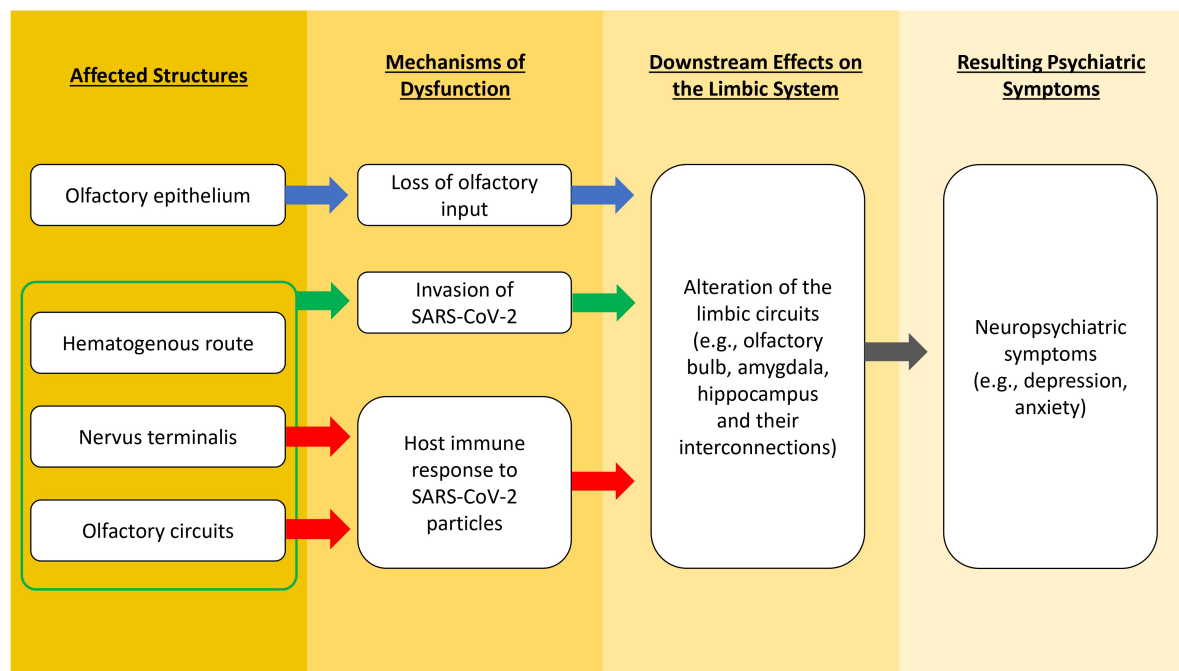 Affected Structures
Mechanisms of
Dysfunction
Downstream Effects on
the Limbic System
Resulting Psychiatric
Symptoms
Olfactory epithelium
Loss of olfactory
input
Invasion of
SARS-CoV-2
Hematogenous route
Nervus terminalis
Olfactory circuits
Host immune
response to
SARS-CoV-2
particles
Alteration of the
limbic circuits
(e.g., olfactory
bulb, amygdala,
hippocampus
and their
interconnections)
Neuropsychiatric
symptoms
(e.g., depression,
anxiety)